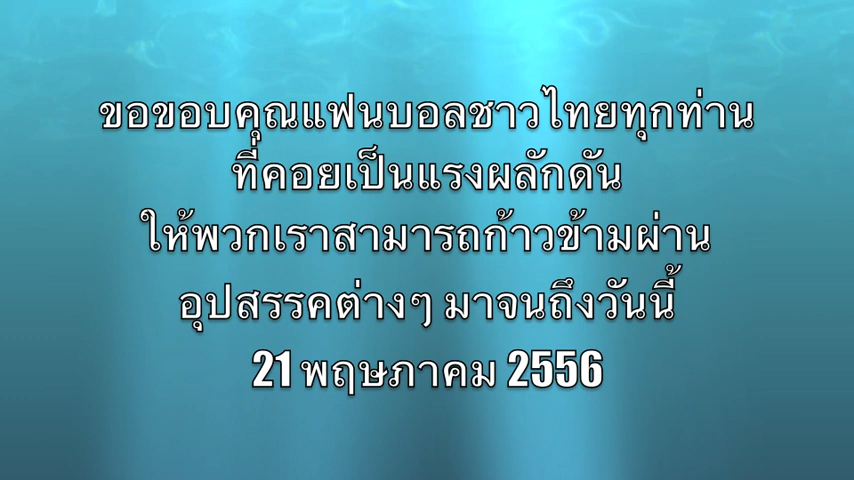 ขอขอบคุณแฟนบอลชาวไทยทุกท่าน
ที่คอยเป็นแรงผลักดัน
ให้พวกเราสามารถก้าวข้ามผ่าน
อุปสรรคต่างๆ มาจนถึงวันนี้
21 พฤษภาคม 2556